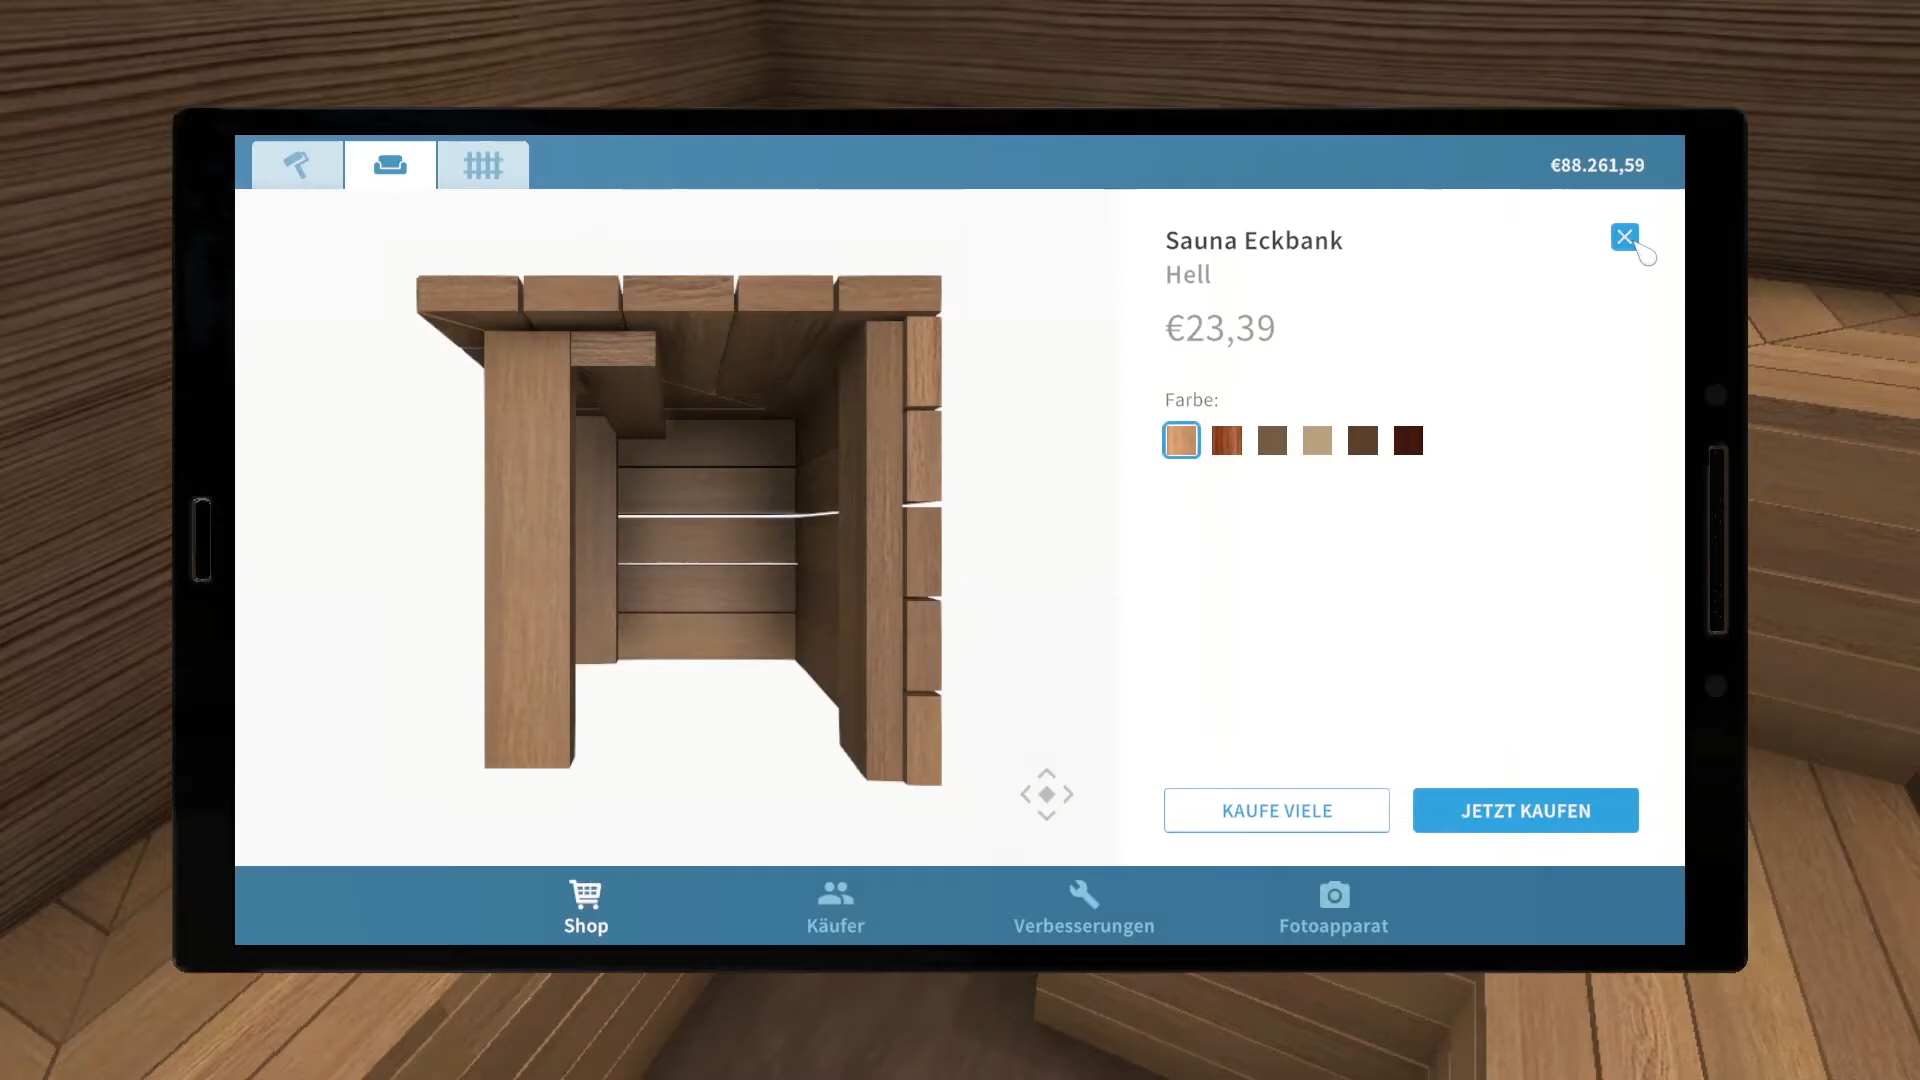 €88.261,59
Sauna Eckbank
Hell
€23,39
Farbe:
KAUFE VIELE
JETZT KAUFEN
Shop
Käufer
Verbesserungen
Fotoapparat